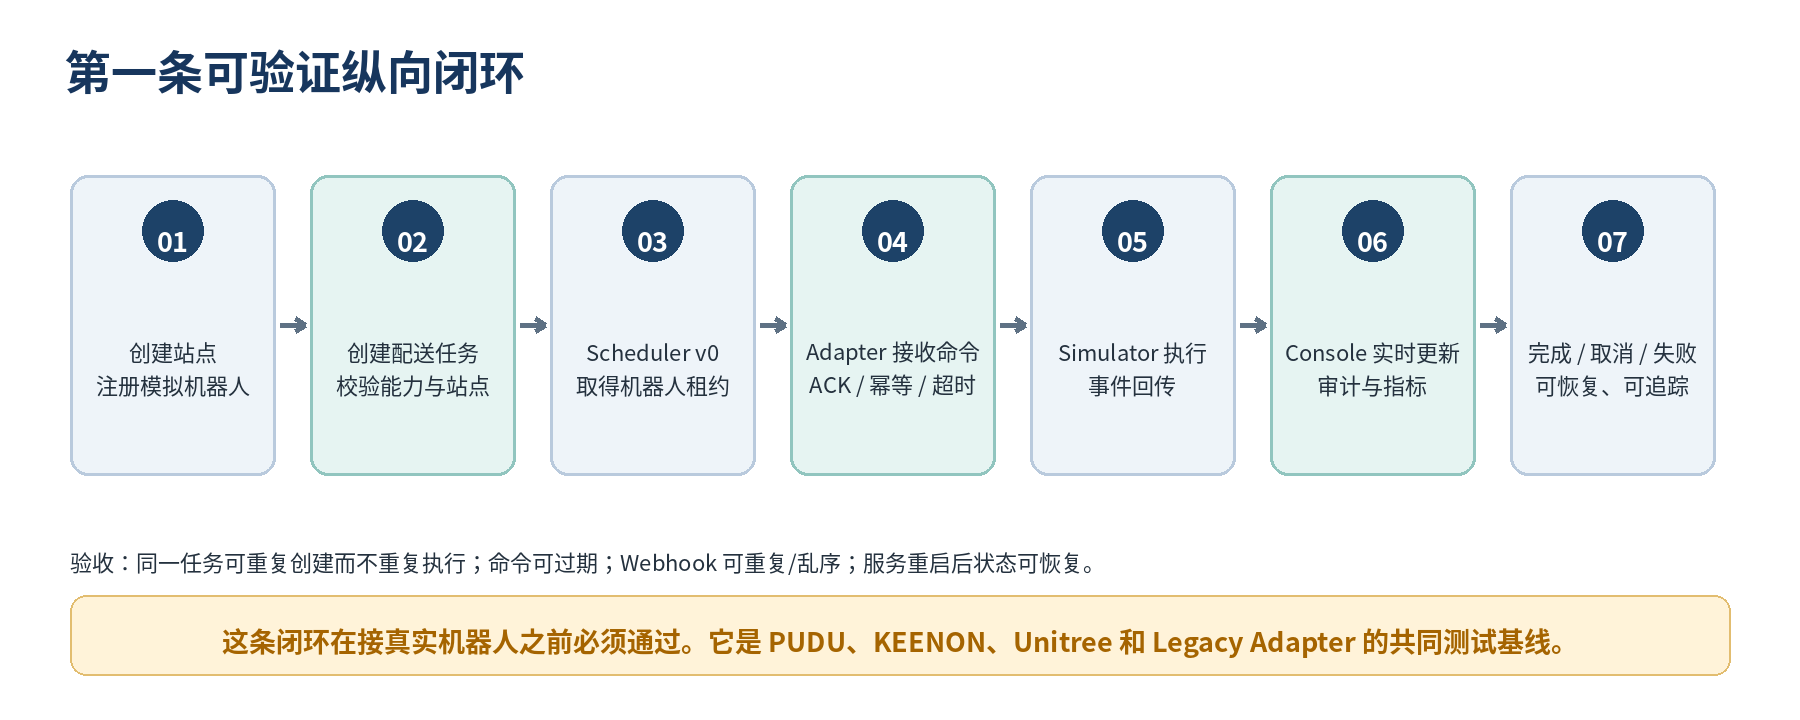 第一条可验证纵向闭环
01
创建站点
注册模拟机器人
02
创建配送任务
校验能力与站点
03
Scheduler v0
取得机器人租约
04
Adapter 接收命令
ACK / 幂等 / 超时
05
Simulator 执行
事件回传
06
Console 实时更新
审计与指标
07
完成 / 取消 / 失败
可恢复、可追踪
验收：同一任务可重复创建而不重复执行；命令可过期；Webhook 可重复/乱序；服务重启后状态可恢复。
这条闭环在接真实机器人之前必须通过。它是 PUDU、KEENON、Unitree 和 Legacy Adapter 的共同测试基线。